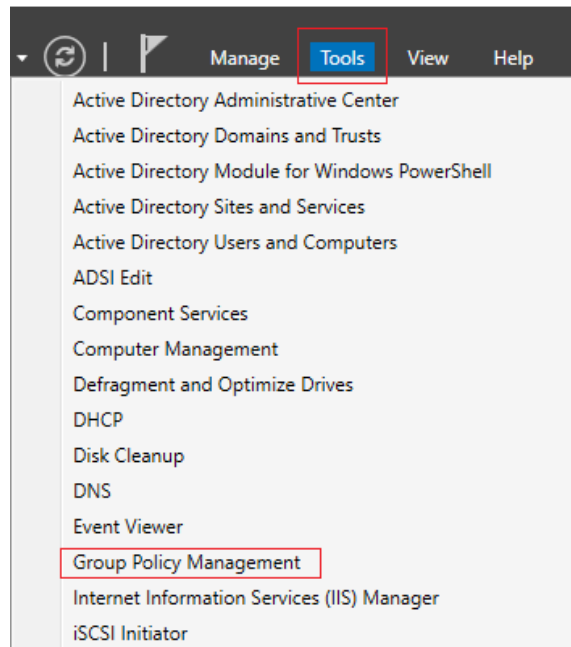 Manage Tools View Help
Active Directory Administrative Center
Active Directory Domains and Trusts
Active Directory Module for Windows PowerShell
Active Directory Sites and Services
Active Directory Users and Computers
ADSI Edit
Component Services
Computer Management
Defragment and Optimize Drives
DHCP
Disk Cleanup
DNS
Event Viewer
Group Policy Management
Internet Information Services (IIS) Manager
iSCSI Initiator